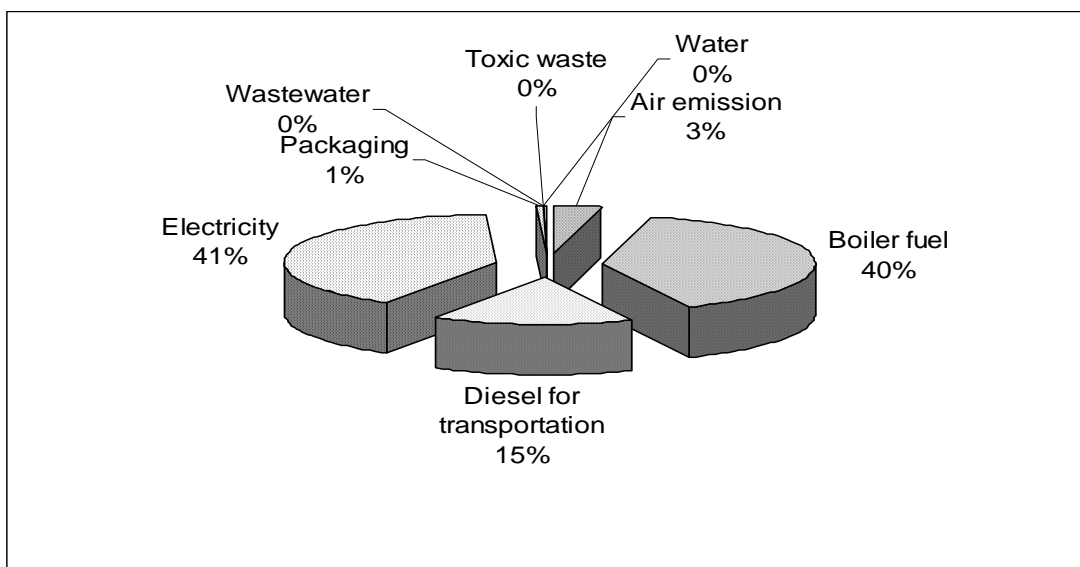 Water
0%
Toxic waste
0%
Air emission
3%
Wastewater
0%
Packaging
1%
Electricity
41%
Boiler fuel
40%
Diesel for
transportation
15%